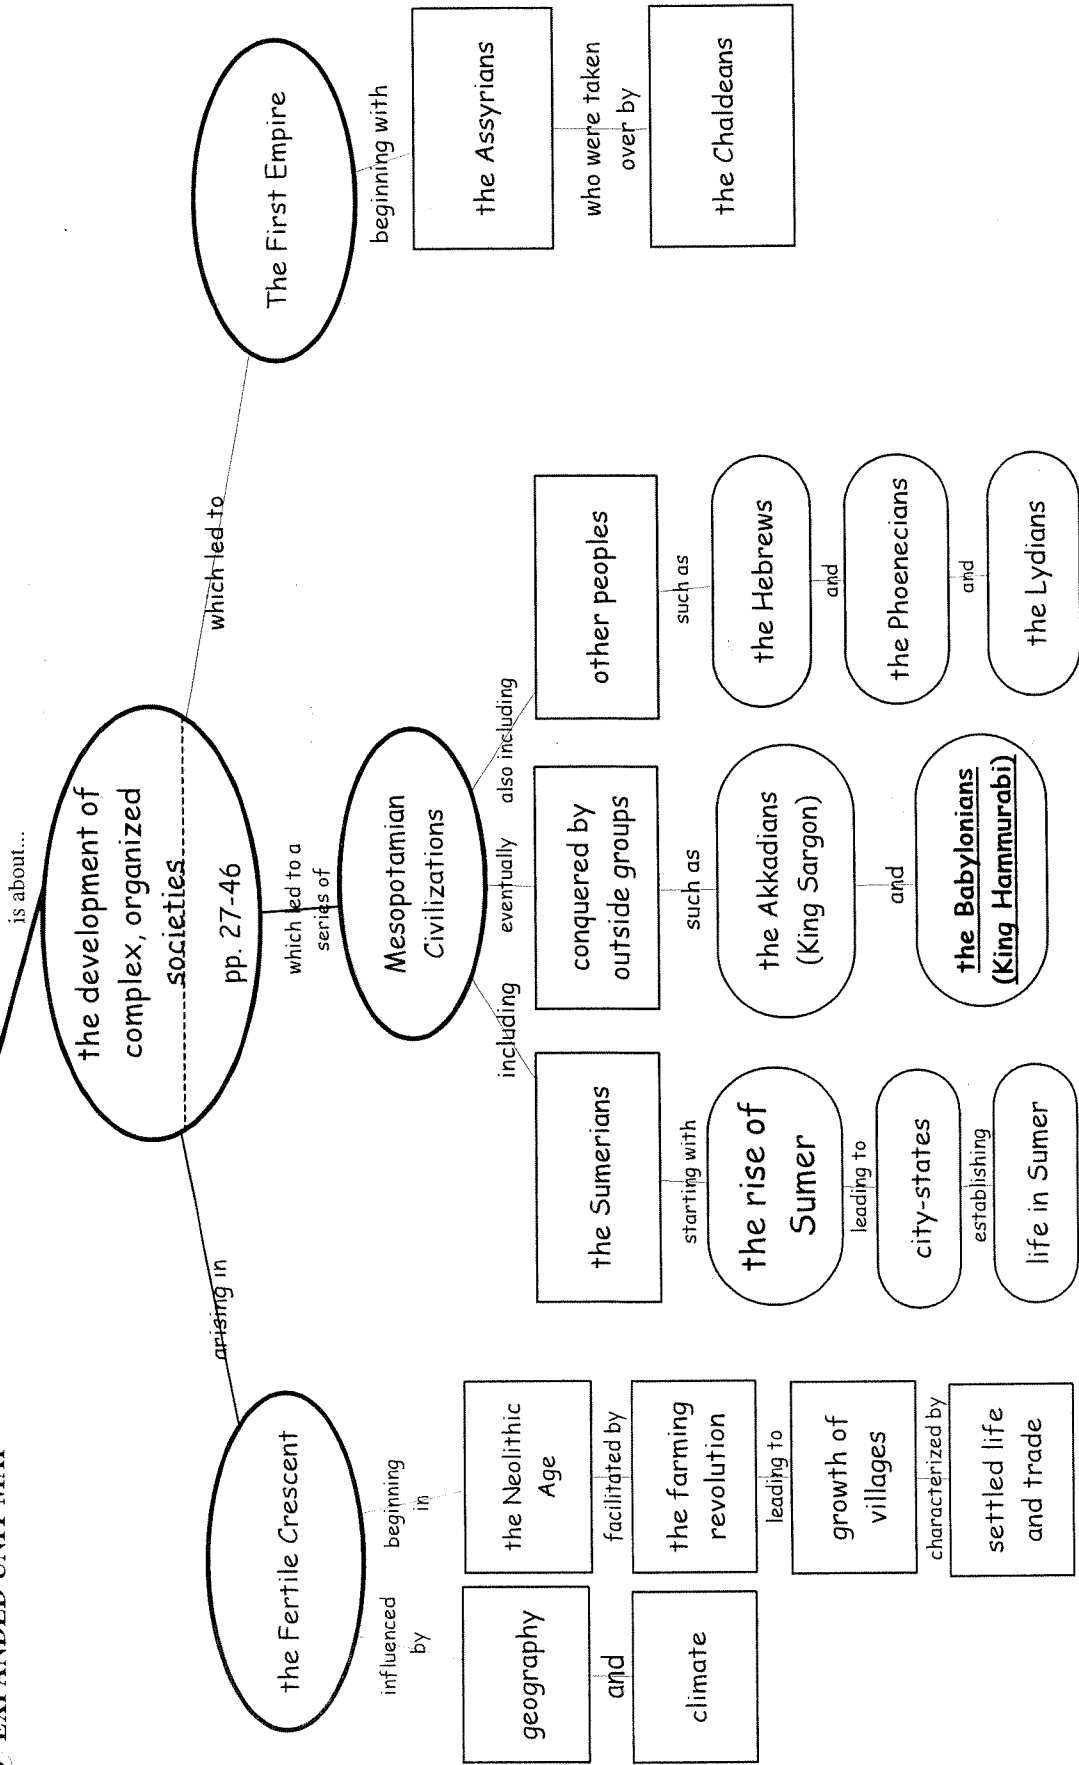 EXPANDED UNIT MAP
is about...
the development of
complex, organized
societies
pp. 27-46
arising in
which led to a
series of
which led to
the Fertile Crescent
influenced
by
geography
and
climate
beginning
in
the Neolithic
Age
facilitated by
the farming
revolution
leading to
growth of
villages
characterized by
settled life
and trade
Mesopotamian
Civilizations
including
the Sumerians
starting with
the rise of
Sumer
leading to
city-states
establishing
life in Sumer
eventually
conquered by
outside groups
such as
the Akkadians
(King Sargon)
and
the Babylonians
(King Hammurabi)
also including
other peoples
such as
the Hebrews
and
the Phoenecians
and
the Lydians
The First Empire
beginning with
the Assyrians
who were taken
over by
the Chaldeans